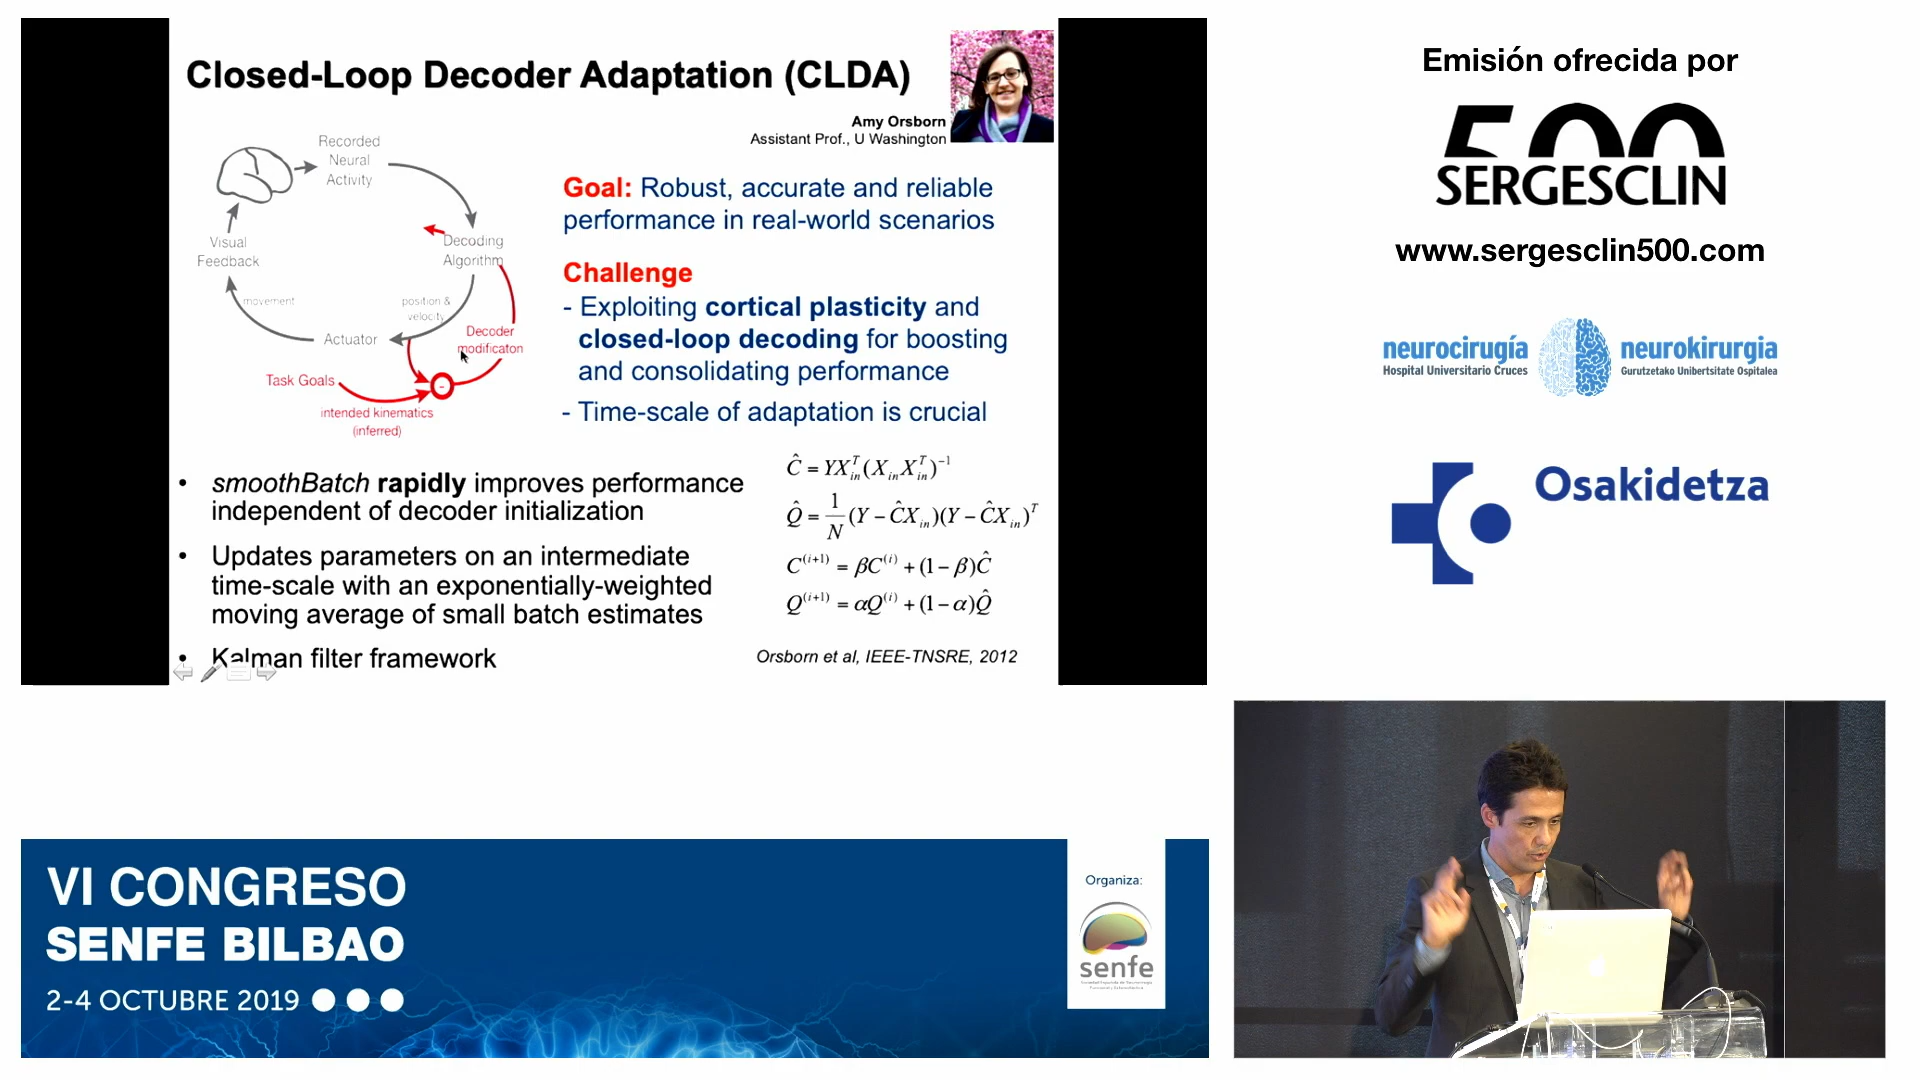 Closed-Loop Decoder Adaptation (CLDA)
Amy Orsborn
Assistant Prof., U Washington
Recorded
Neural
Activity
Decoding
Algorithm
Visual
Feedback
movement
position &
velocity
Actuator
Decoder
modificaton
Task Goals
-
intended kinematics
(inferred)
Goal: Robust, accurate and reliable
performance in real-world scenarios
Challenge
- Exploiting cortical plasticity and
closed-loop decoding for boosting
and consolidating performance
- Time-scale of adaptation is crucial
• smoothBatch rapidly improves performance
independent of decoder initialization
• Updates parameters on an intermediate
time-scale with an exponentially-weighted
moving average of small batch estimates
• Kalman filter framework
Ĉ = YX_in^T (X_in X_in^T)^-1
Q̂ = 1/N (Y − ĈX_in)(Y − ĈX_in)^T
C^(i+1) = βC^(i) + (1 − β)Ĉ
Q^(i+1) = αQ^(i) + (1 − α)Q̂
Orsborn et al, IEEE-TNSRE, 2012
Emisión ofrecida por
500
SERGESCLIN
www.sergesclin500.com
neurocirugía
Hospital Universitario Cruces
neurokirurgia
Gurutzetako Unibertsitate Ospitalea
Osakidetza
VI CONGRESO
SENFE BILBAO
2-4 OCTUBRE 2019
Organiza:
senfe